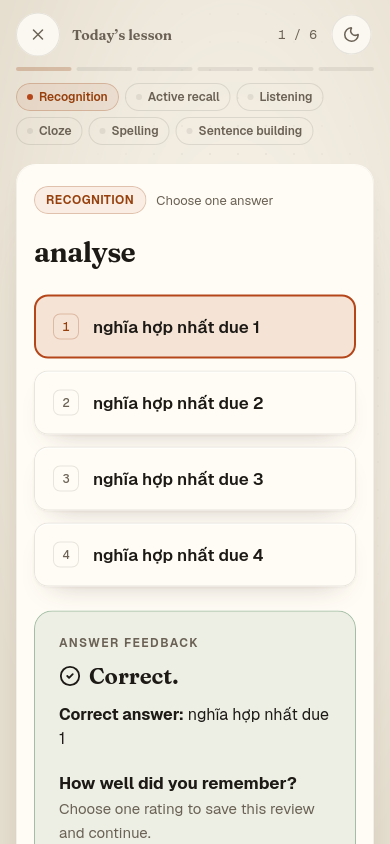 Today's lesson
1 / 6
Recognition
Active recall
Listening
Cloze
Spelling
Sentence building
RECOGNITION
Choose one answer
analyse
1
nghĩa hợp nhất due 1
2
nghĩa hợp nhất due 2
3
nghĩa hợp nhất due 3
4
nghĩa hợp nhất due 4
ANSWER FEEDBACK
Correct.
Correct answer: nghĩa hợp nhất due
1
How well did you remember?
Choose one rating to save this review
and continue.